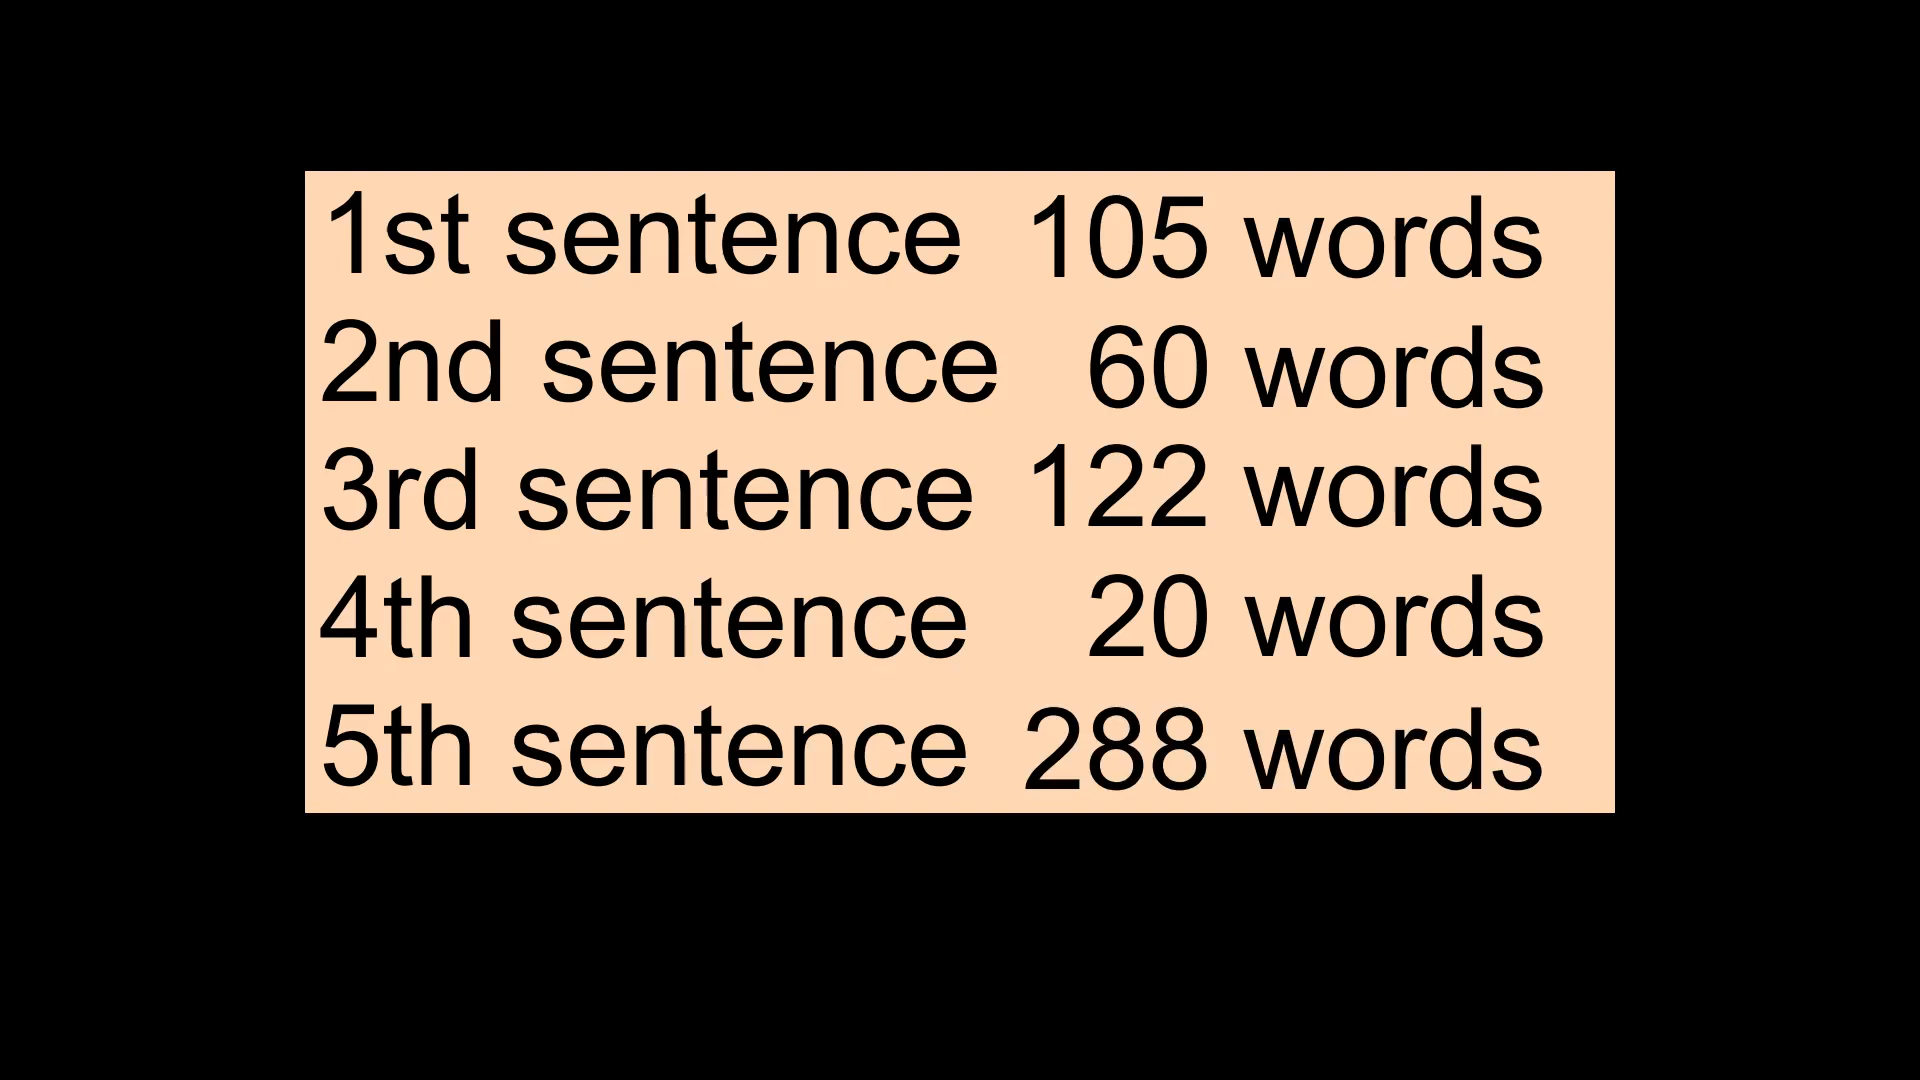 1st sentence 105 words
2nd sentence 60 words
3rd sentence 122 words
4th sentence 20 words
5th sentence 288 words